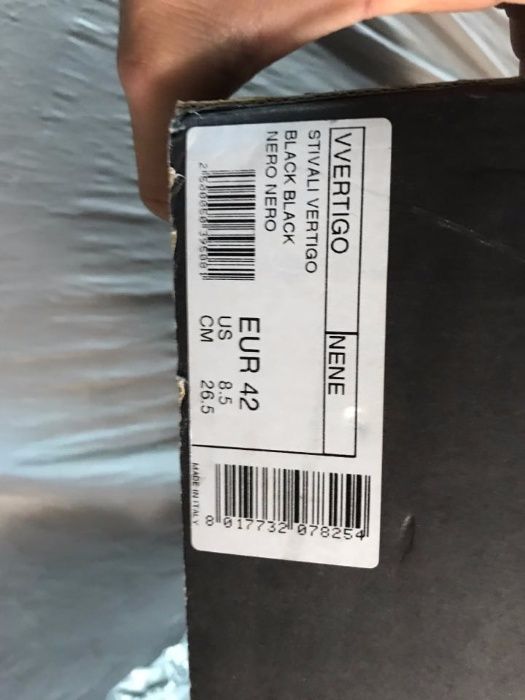 VVERTIGO NENE
STIVALI VERTIGO
BLACK BLACK
NERO NERO
EUR 42
US 8.5
CM 26.5
MADE IN ITALY
8 017732 078254